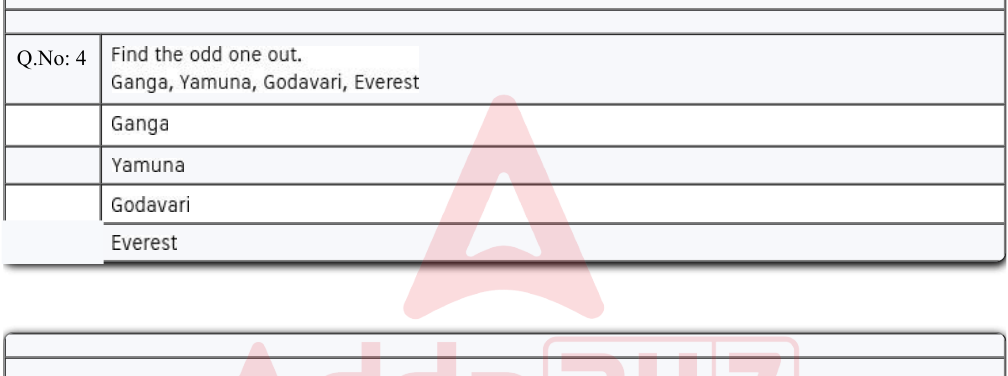 Q.No: 4
Find the odd one out.
Ganga, Yamuna, Godavari, Everest
Ganga
Yamuna
Godavari
Everest